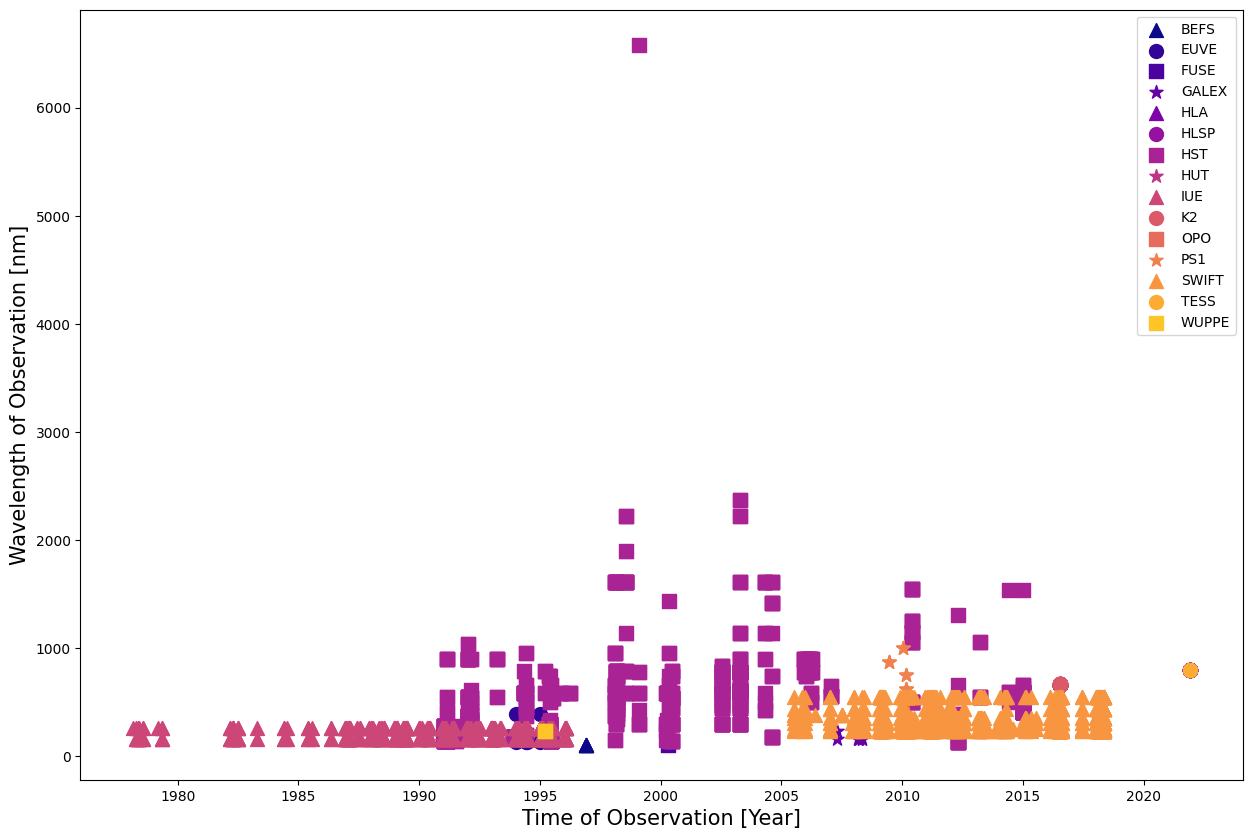 BEFS
EUVE
FUSE
GALEX
HLA
HLSP
HST
HUT
IUE
K2
OPO
PS1
SWIFT
TESS
WUPPE
Wavelength of Observation [nm]
6000
5000
4000
3000
2000
1000
0
1980 1985 1990 1995 2000 2005 2010 2015 2020
Time of Observation [Year]